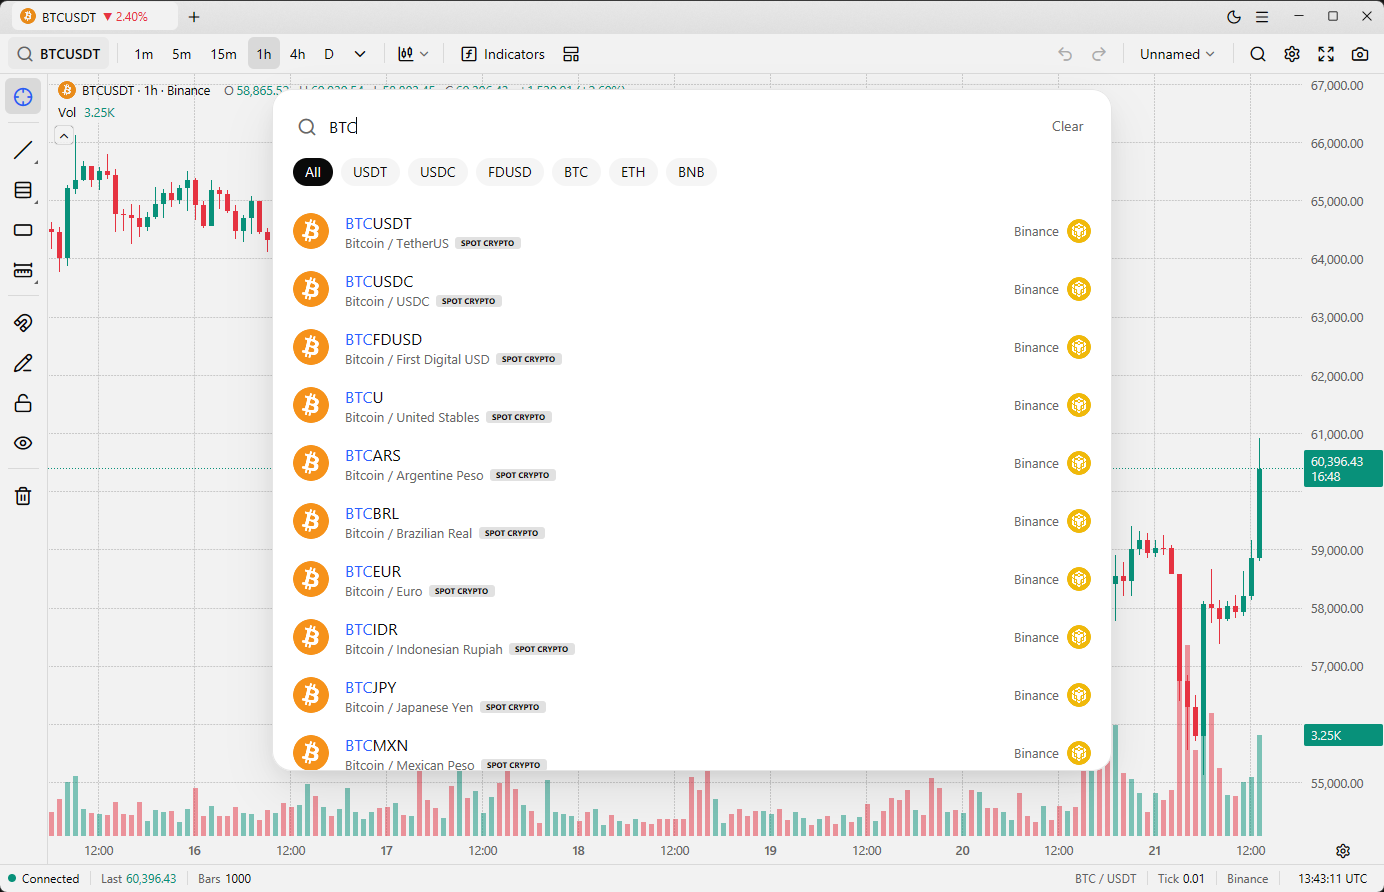 BTCUSDT ▼ 2.40%
BTCUSDT 1m 5m 15m 1h 4h D Indicators Unnamed
BTCUSDT · 1h · Binance O 58,865.52
Vol 3.25K
BTC Clear
All USDT USDC FDUSD BTC ETH BNB
BTCUSDT
Bitcoin / TetherUS SPOT CRYPTO Binance
BTCUSDC
Bitcoin / USDC SPOT CRYPTO Binance
BTCFDUSD
Bitcoin / First Digital USD SPOT CRYPTO Binance
BTCU
Bitcoin / United Stables SPOT CRYPTO Binance
BTCARS
Bitcoin / Argentine Peso SPOT CRYPTO Binance
BTCBRL
Bitcoin / Brazilian Real SPOT CRYPTO Binance
BTCEUR
Bitcoin / Euro SPOT CRYPTO Binance
BTCIDR
Bitcoin / Indonesian Rupiah SPOT CRYPTO Binance
BTCJPY
Bitcoin / Japanese Yen SPOT CRYPTO Binance
BTCMXN
Bitcoin / Mexican Peso SPOT CRYPTO Binance
67,000.00
66,000.00
65,000.00
64,000.00
63,000.00
62,000.00
61,000.00
60,396.43
16:48
59,000.00
58,000.00
57,000.00
3.25K
55,000.00
12:00 16 12:00 17 12:00 18 12:00 19 12:00 20 12:00 21 12:00
Connected Last 60,396.43 Bars 1000 BTC / USDT Tick 0.01 Binance 13:43:11 UTC